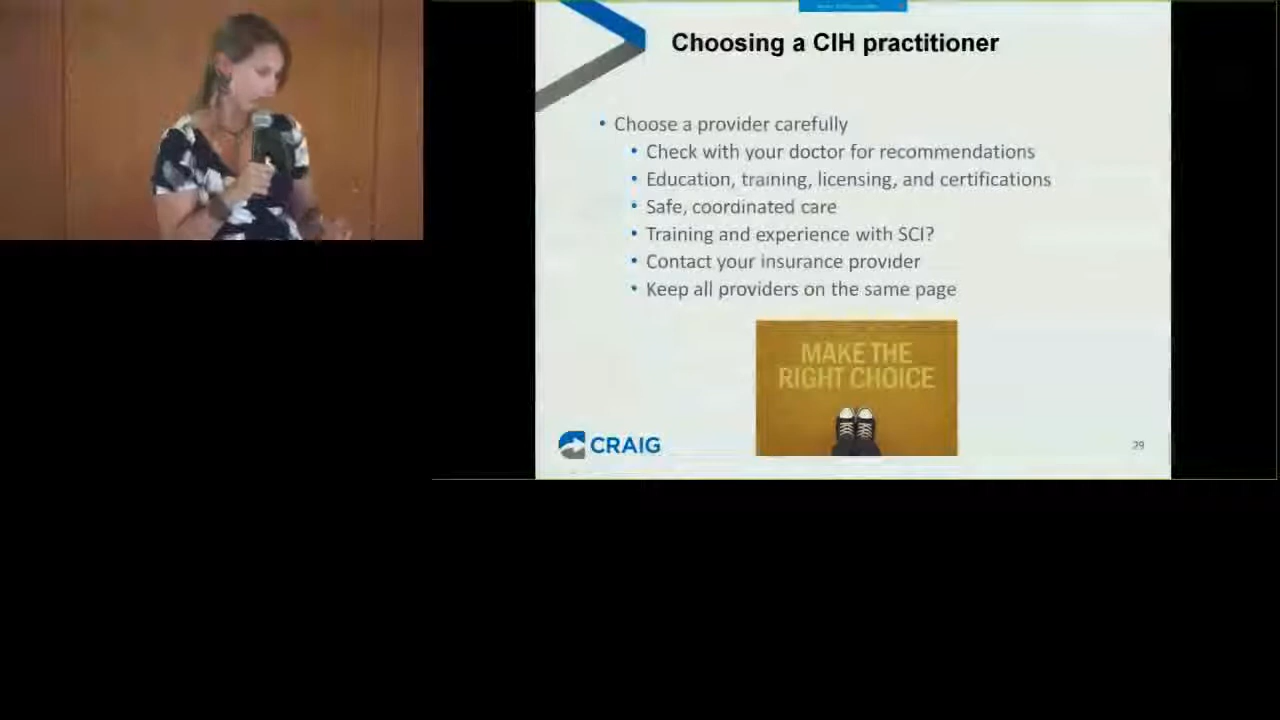 Choosing a CIH practitioner
• Choose a provider carefully
• Check with your doctor for recommendations
• Education, training, licensing, and certifications
• Safe, coordinated care
• Training and experience with SCI?
• Contact your insurance provider
• Keep all providers on the same page
MAKE THE
RIGHT CHOICE
CRAIG
29